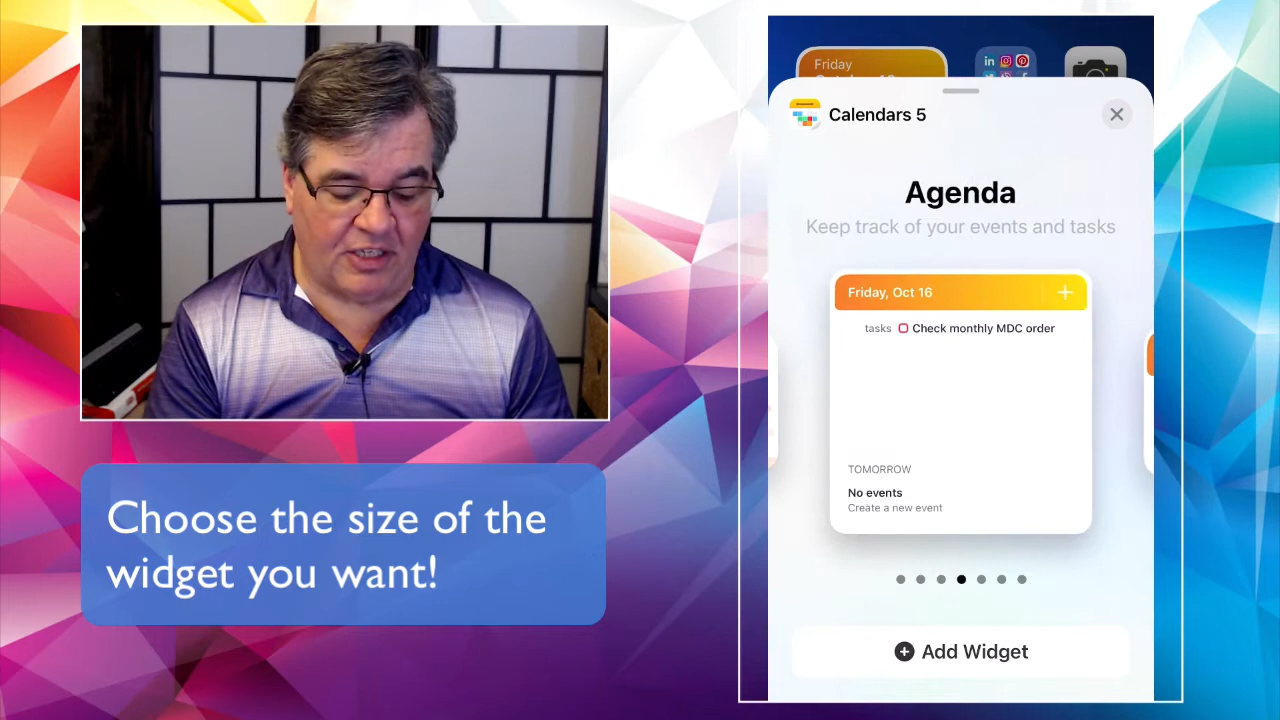 Friday
in
Calendars 5
Agenda
Keep track of your events and tasks
Friday, Oct 16
tasks Check monthly MDC order
TOMORROW
No events
Create a new event
Add Widget
Choose the size of the
widget you want!